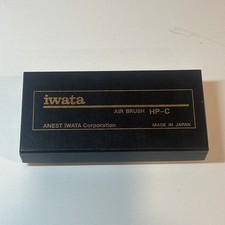 iwata
AIR BRUSH HP-C
ANEST IWATA Corporation MADE IN JAPAN